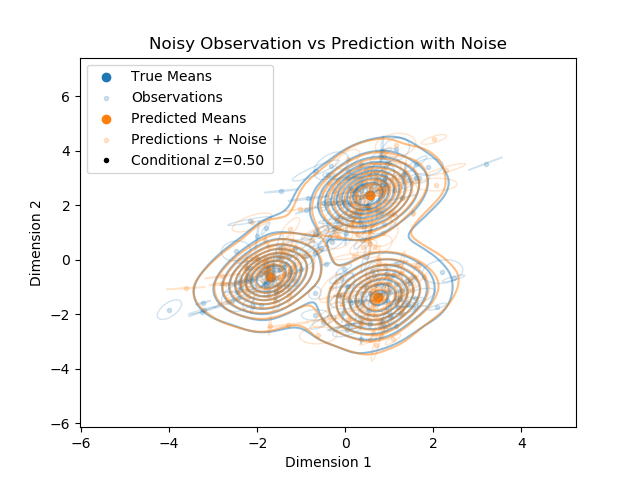 Noisy Observation vs Prediction with Noise
True Means
Observations
Predicted Means
Predictions + Noise
Conditional z=0.50
Dimension 2
6
4
2
0
−2
−4
−6
−6
−4
−2
0
2
4
Dimension 1